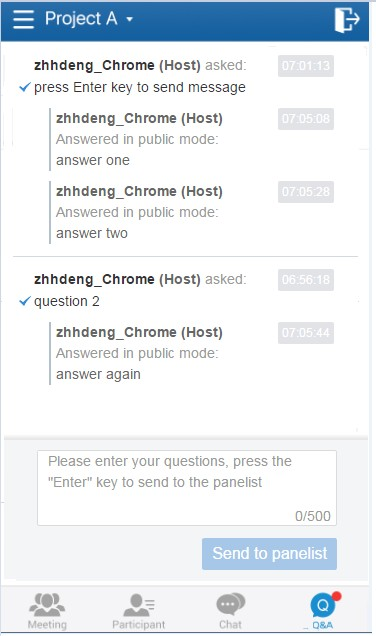 Project A
zhhdeng_Chrome (Host) asked: 07:01:13
press Enter key to send message
zhhdeng_Chrome (Host) 07:05:08
Answered in public mode:
answer one
zhhdeng_Chrome (Host) 07:05:28
Answered in public mode:
answer two
zhhdeng_Chrome (Host) asked: 06:56:18
question 2
zhhdeng_Chrome (Host) 07:05:44
Answered in public mode:
answer again
Please enter your questions, press the
"Enter" key to send to the panelist
0/500
Send to panelist
Meeting Participant Chat Q&A